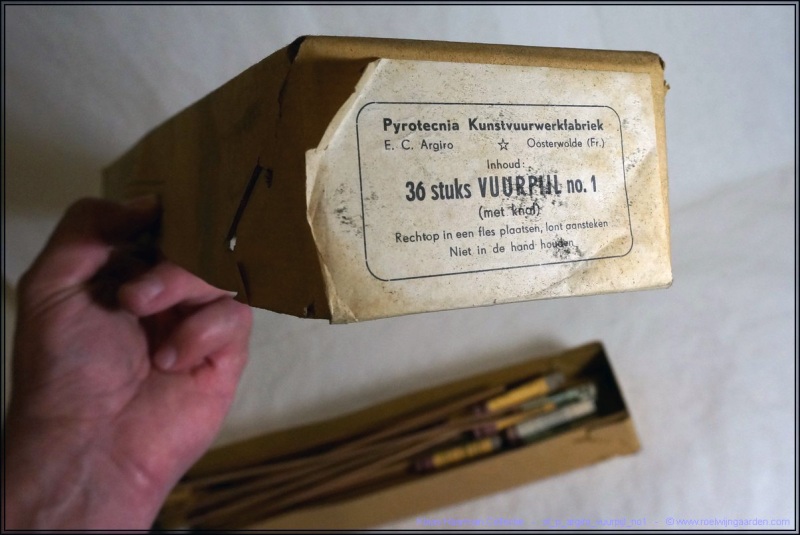 Pyrotecnia Kunstvuurwerkfabriek
E. C. Argiro ☆ Oosterwolde (Fr.)
Inhoud:
36 stuks VUURPIJL no. 1
(met knal)
Rechtop in een fles plaatsen, lont aansteken
Niet in de hand houden
© www.roelwijngaarden.com